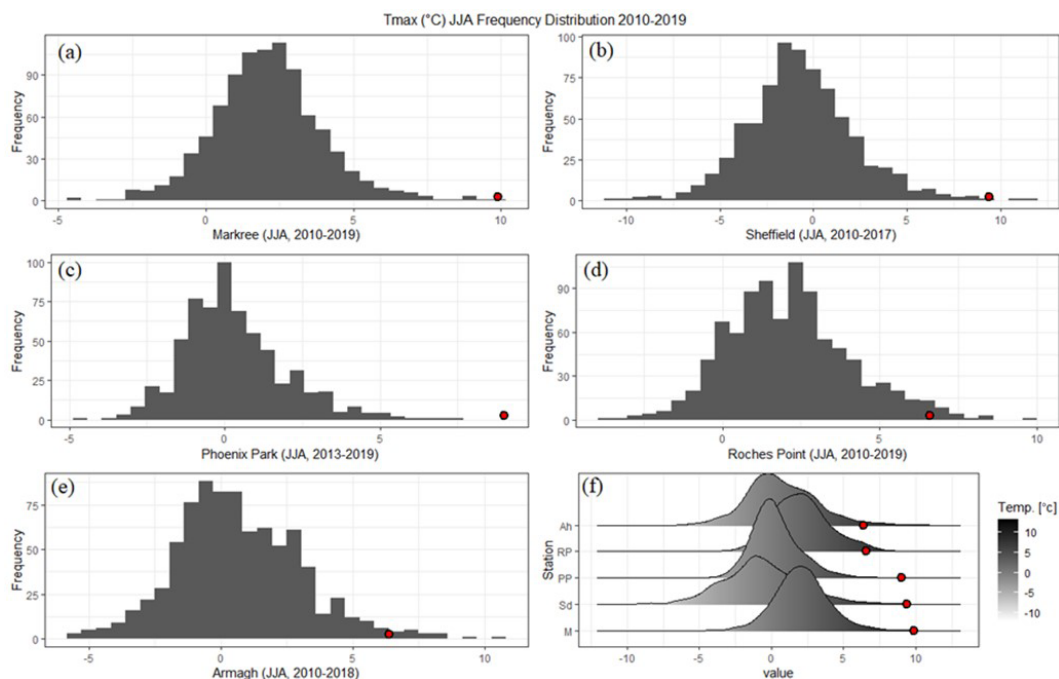 Tmax (°C) JJA Frequency Distribution 2010-2019
(a)
Frequency
90
60
30
0
-5 0 5 10
Markree (JJA, 2010-2019)
(b)
Frequency
100
75
50
25
0
-10 -5 0 5 10
Sheffield (JJA, 2010-2017)
(c)
Frequency
100
75
50
25
0
-5 0 5
Phoenix Park (JJA, 2013-2019)
(d)
Frequency
90
60
30
0
0 5 10
Roches Point (JJA, 2010-2019)
(e)
Frequency
75
50
25
0
-5 0 5 10
Armagh (JJA, 2010-2018)
(f)
Station
Ah
RP
PP
Sd
M
-10 -5 0 5 10
value
Temp. [°c]
10
5
0
-5
-10